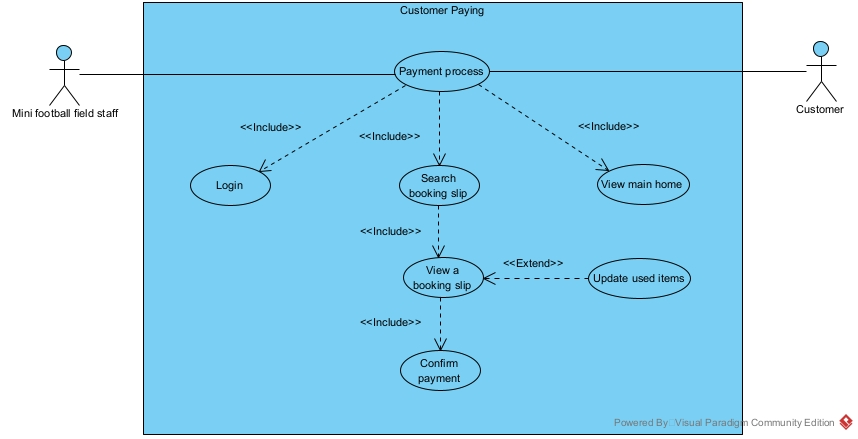 Customer Paying
Payment process
Mini football field staff
Customer
<<Include>>
<<Include>>
<<Include>>
Login
Search
booking slip
View main home
<<Include>>
View a
booking slip
<<Extend>>
Update used items
<<Include>>
Confirm
payment
Powered By Visual Paradigm Community Edition